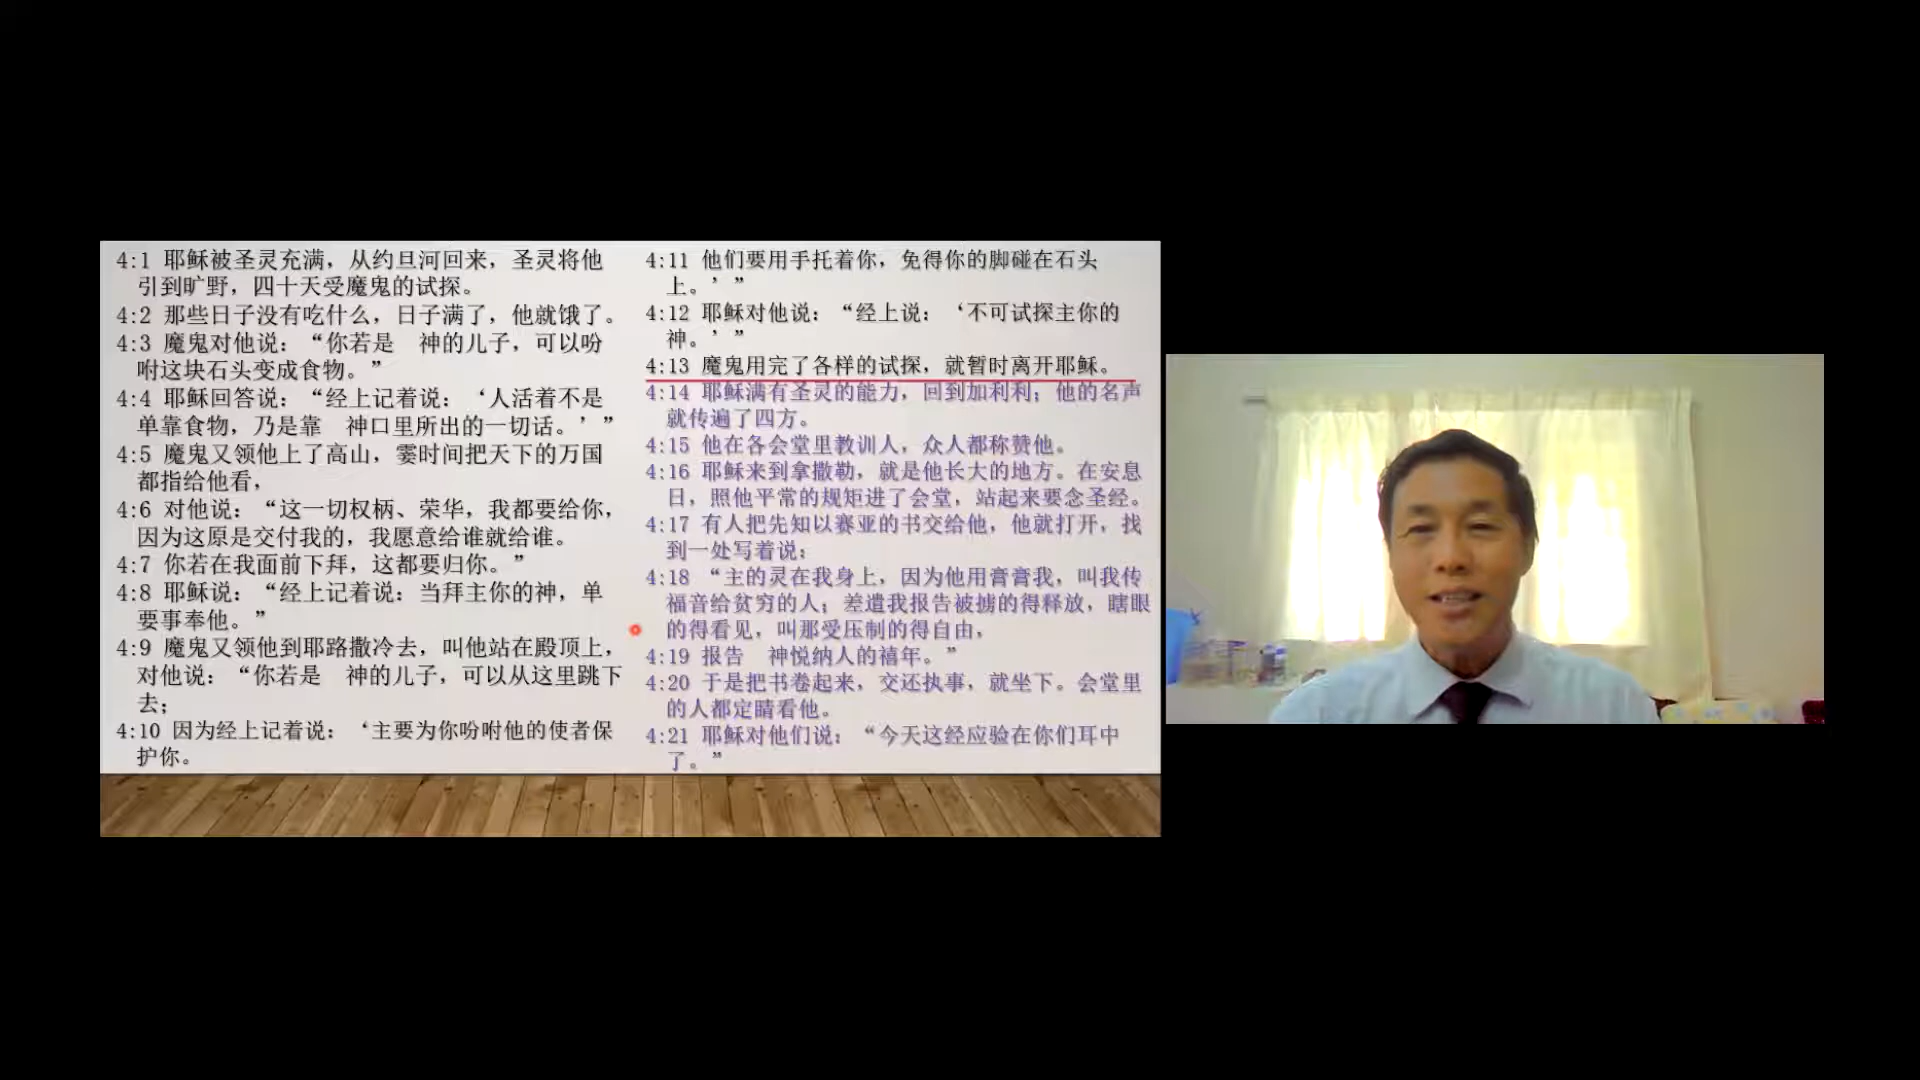 4:1 耶稣被圣灵充满，从约旦河回来，圣灵将他
引到旷野，四十天受魔鬼的试探。
4:2 那些日子没有吃什么，日子满了，他就饿了。
4:3 魔鬼对他说：“你若是　神的儿子，可以吩
咐这块石头变成食物。”
4:4 耶稣回答说：“经上记着说：‘人活着不是
单靠食物，乃是靠　神口里所出的一切话。’”
4:5 魔鬼又领他上了高山，霎时间把天下的万国
都指给他看，
4:6 对他说：“这一切权柄、荣华，我都要给你，
因为这原是交付我的，我愿意给谁就给谁。
4:7 你若在我面前下拜，这都要归你。”
4:8 耶稣说：“经上记着说：当拜主你的神，单
要事奉他。”
4:9 魔鬼又领他到耶路撒冷去，叫他站在殿顶上，
对他说：“你若是　神的儿子，可以从这里跳下
去；
4:10 因为经上记着说：‘主要为你吩咐他的使者保
护你。
4:11 他们要用手托着你，免得你的脚碰在石头
上。’”
4:12 耶稣对他说：“经上说：‘不可试探主你的
神。’”
4:13 魔鬼用完了各样的试探，就暂时离开耶稣。
4:14 耶稣满有圣灵的能力，回到加利利；他的名声
就传遍了四方。
4:15 他在各会堂里教训人，众人都称赞他。
4:16 耶稣来到拿撒勒，就是他长大的地方。在安息
日，照他平常的规矩进了会堂，站起来要念圣经。
4:17 有人把先知以赛亚的书交给他，他就打开，找
到一处写着说：
4:18 “主的灵在我身上，因为他用膏膏我，叫我传
福音给贫穷的人；差遣我报告被掳的得释放，瞎眼
的得看见，叫那受压制的得自由，
4:19 报告　神悦纳人的禧年。”
4:20 于是把书卷起来，交还执事，就坐下。会堂里
的人都定睛看他。
4:21 耶稣对他们说：“今天这经应验在你们耳中
了。”